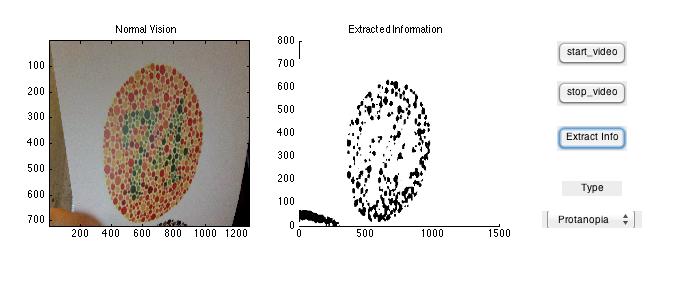 Normal Vision
100
200
300
400
500
600
700
200 400 600 800 1000 1200
74
Extracted Information
800
700
600
500
400
300
200
100
0
0 500 1000 1500
start_video
stop_video
Extract Info
Type
Protanopia